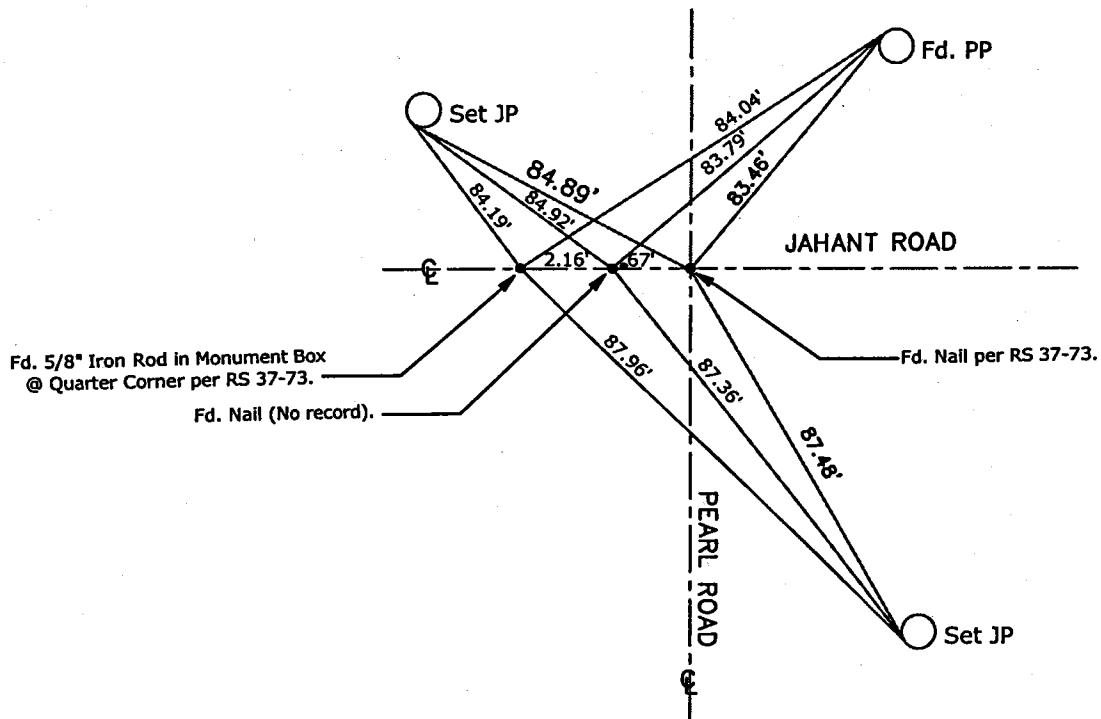 Fd. PP
Set JP
84.04'
83.79'
83.46'
84.89'
84.92'
84.19'
JAHANT ROAD
℄
2.16'
.67'
Fd. 5/8" Iron Rod in Monument Box
@ Quarter Corner per RS 37-73.
Fd. Nail per RS 37-73.
Fd. Nail (No record).
87.96'
87.36'
87.48'
PEARL ROAD
Set JP
℄